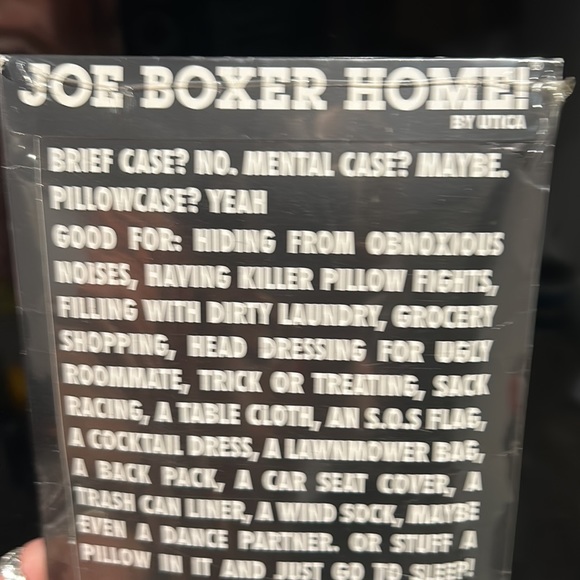 JOE BOXER HOME!
BY UTICA
BRIEF CASE? NO. MENTAL CASE? MAYBE.
PILLOWCASE? YEAH
GOOD FOR: HIDING FROM OBNOXIOUS
NOISES, HAVING KILLER PILLOW FIGHTS,
FILLING WITH DIRTY LAUNDRY, GROCERY
SHOPPING, HEAD DRESSING FOR UGLY
ROOMMATE, TRICK OR TREATING, SACK
RACING, A TABLE CLOTH, AN S.O.S FLAG,
A COCKTAIL DRESS, A LAWNMOWER BAG,
A BACK PACK, A CAR SEAT COVER, A
TRASH CAN LINER, A WIND SOCK, MAYBE
EVEN A DANCE PARTNER. OR STUFF A
PILLOW IN IT AND JUST GO TO SLEEP!